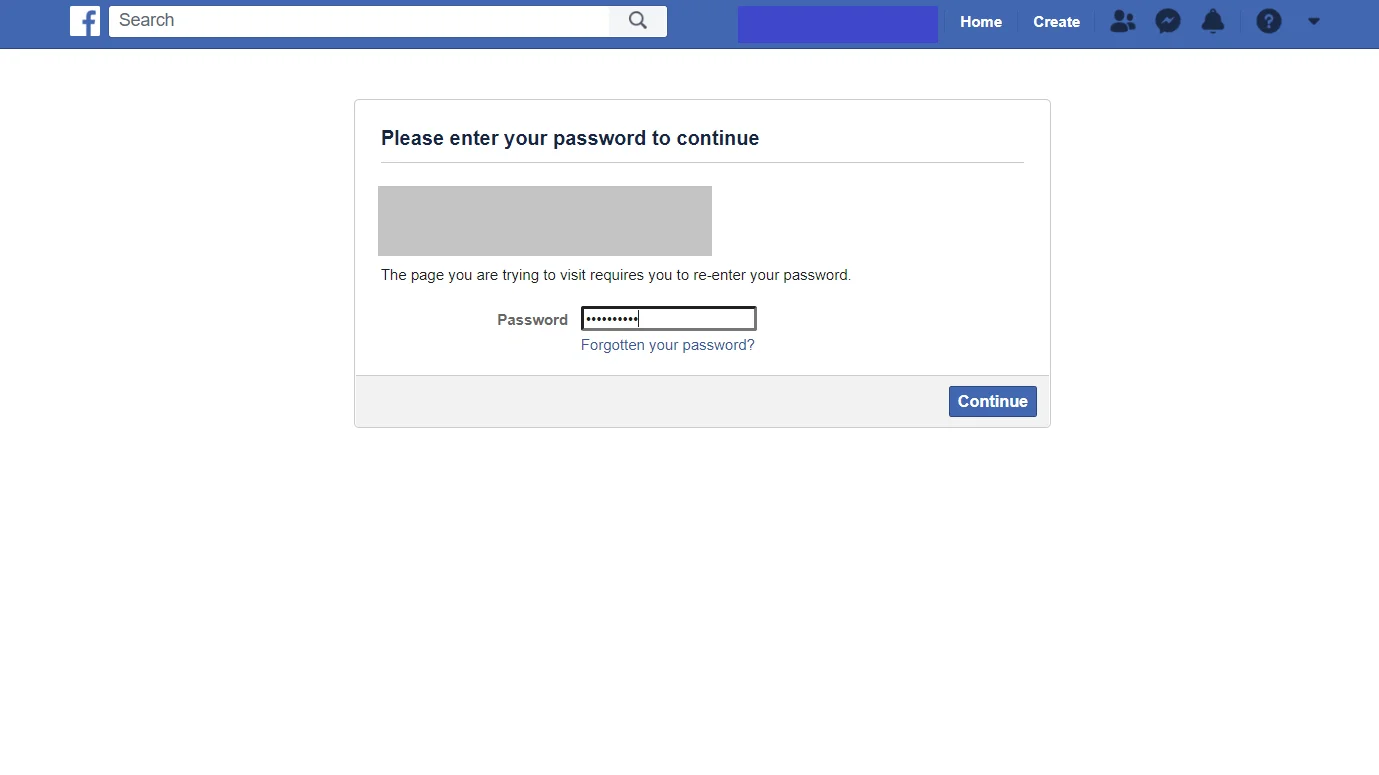 Search
Home
Create
Please enter your password to continue
The page you are trying to visit requires you to re-enter your password.
Password ••••••••••
Forgotten your password?
Continue